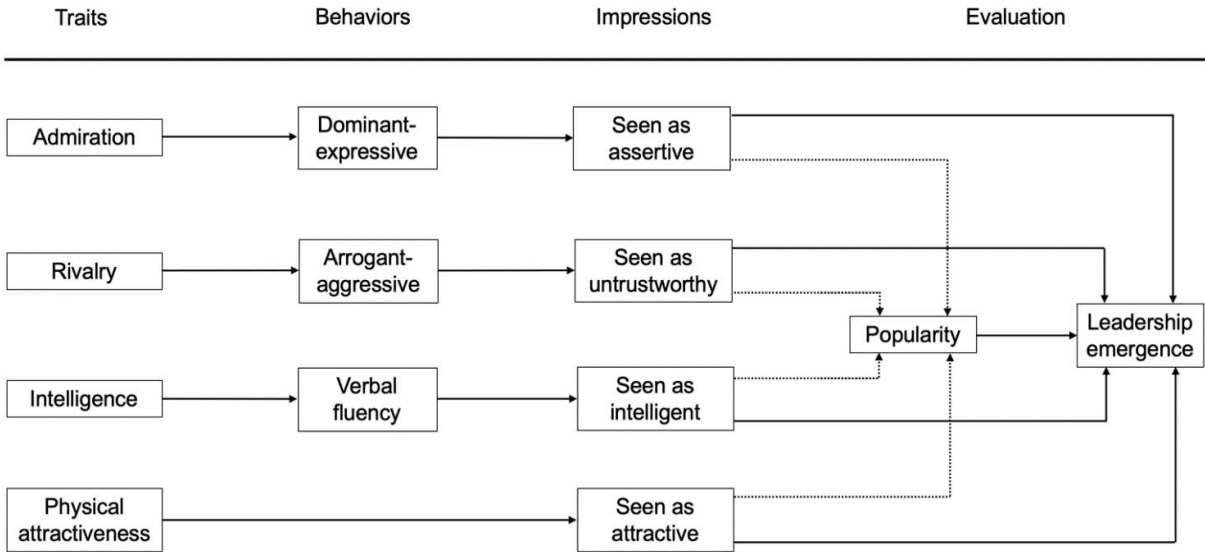 Traits Behaviors Impressions Evaluation
Admiration
Dominant-
expressive
Seen as
assertive
Rivalry
Arrogant-
aggressive
Seen as
untrustworthy
Popularity
Leadership
emergence
Intelligence
Verbal
fluency
Seen as
intelligent
Physical
attractiveness
Seen as
attractive